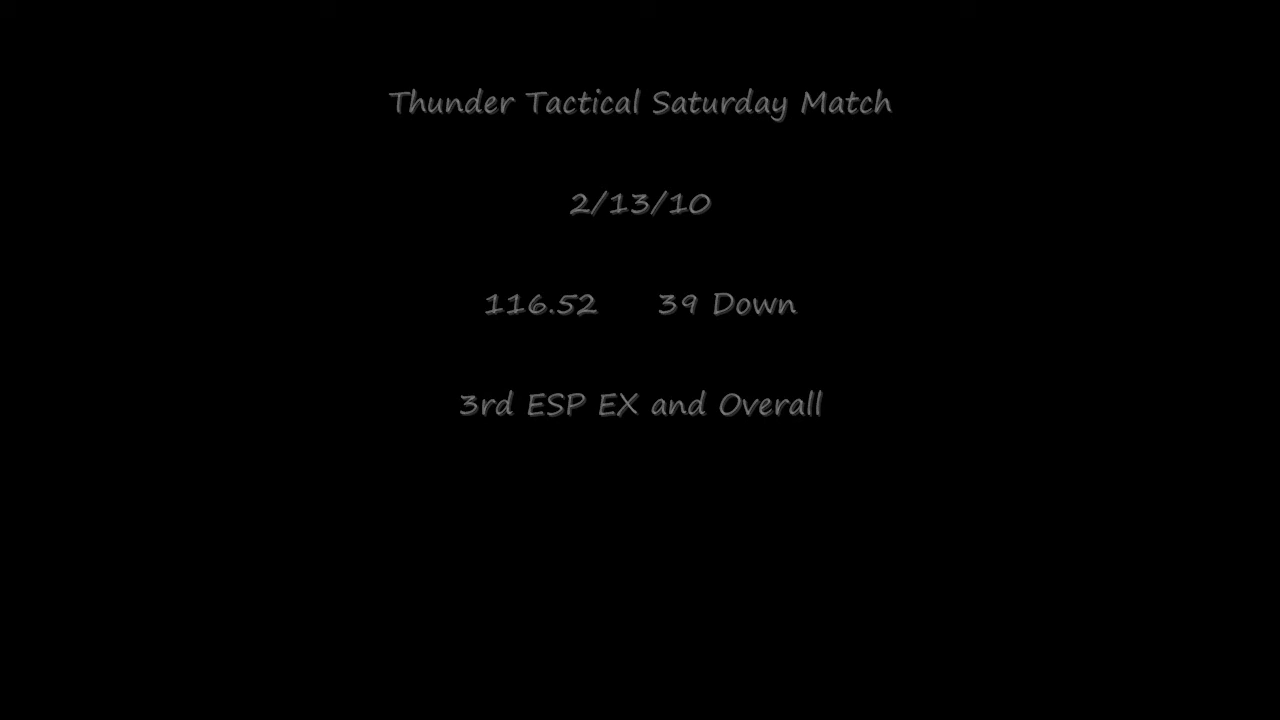 Thunder Tactical Saturday Match
2/13/10
116.52 39 Down
3rd ESP EX and Overall